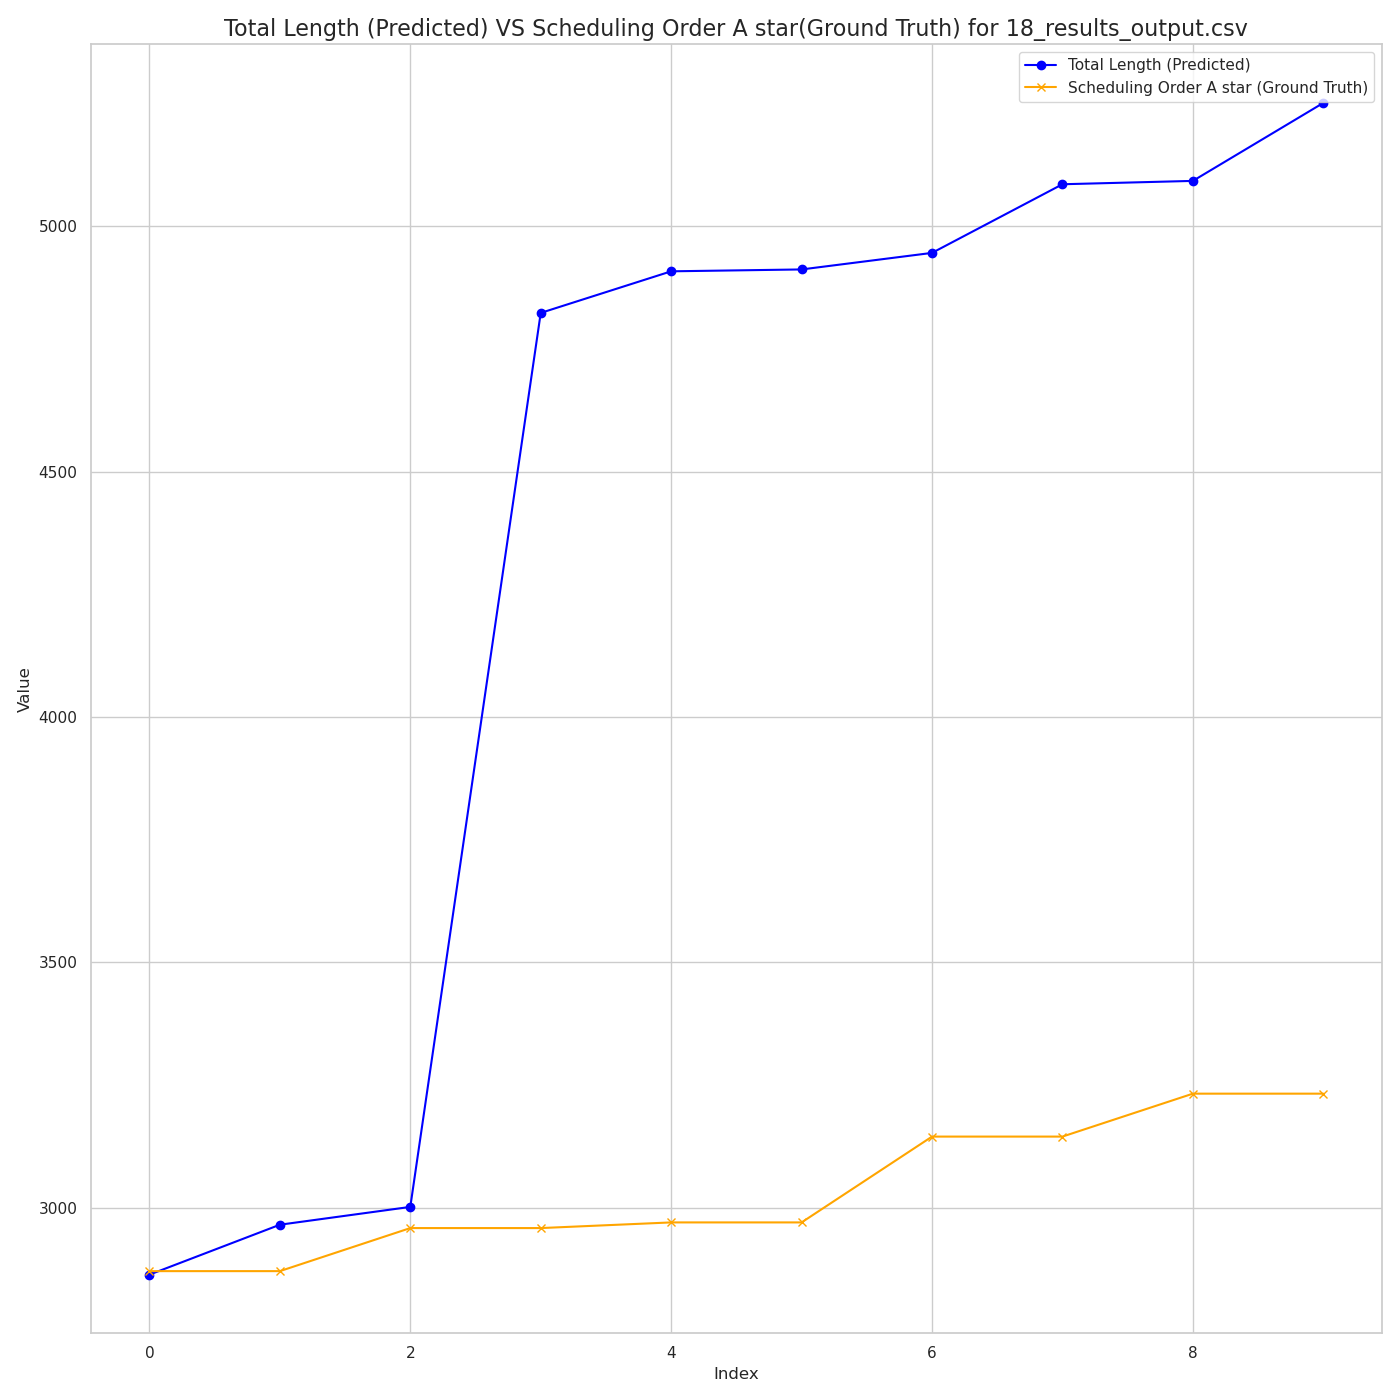 Total Length (Predicted) VS Scheduling Order A star(Ground Truth) for 18_results_output.csv
Total Length (Predicted)
Scheduling Order A star (Ground Truth)
5000
4500
4000
3500
3000
Value
0 2 4 6 8
Index